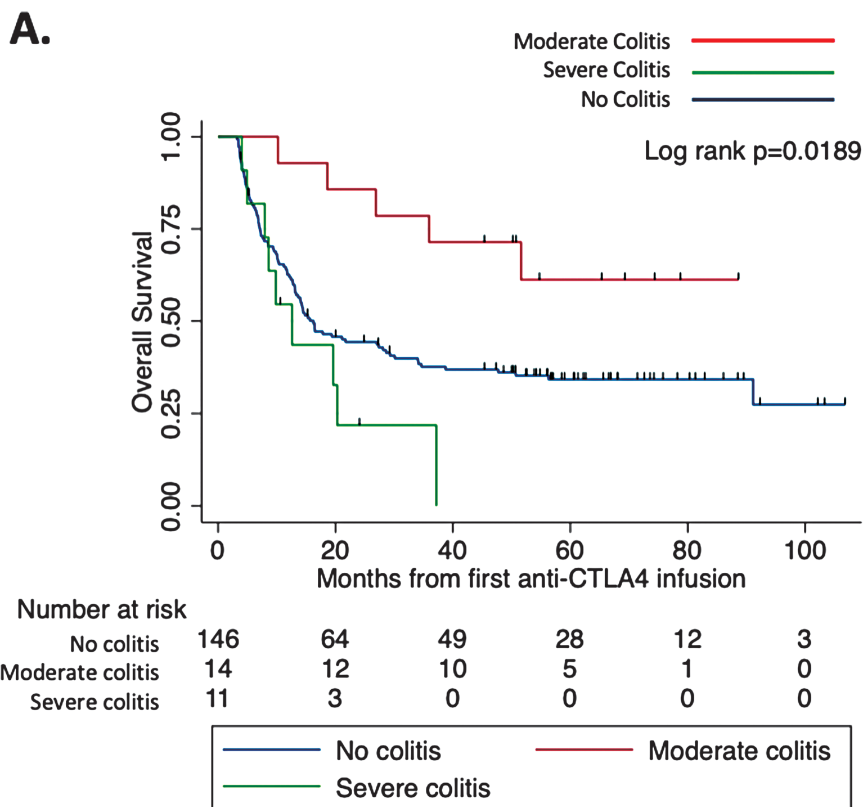 A.
Moderate Colitis
Severe Colitis
No Colitis
Log rank p=0.0189
Overall Survival
1.00
0.75
0.50
0.25
0.00
0 20 40 60 80 100
Months from first anti-CTLA4 infusion
Number at risk
No colitis 146 64 49 28 12 3
Moderate colitis 14 12 10 5 1 0
Severe colitis 11 3 0 0 0 0
No colitis Moderate colitis
Severe colitis